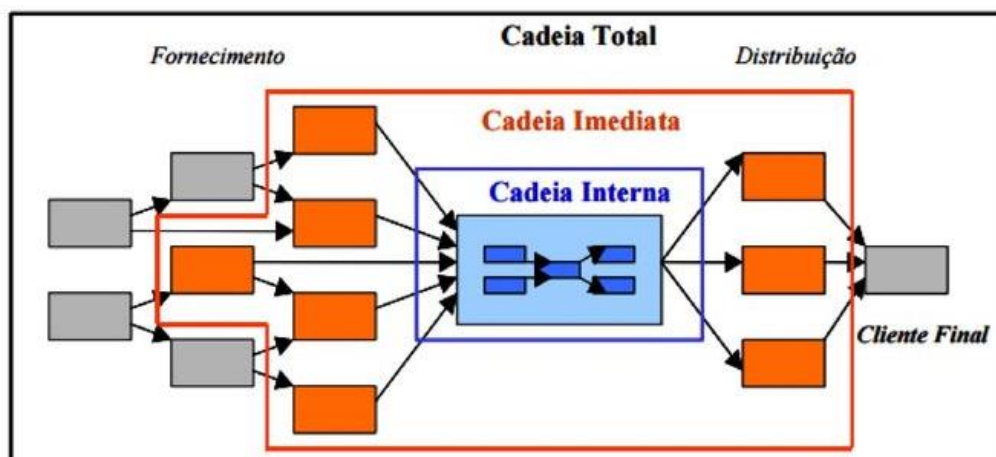 Cadeia Total
Fornecimento
Distribuição
Cadeia Imediata
Cadeia Interna
Cliente Final